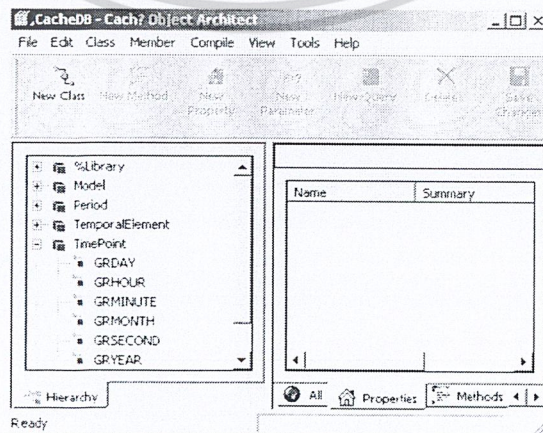 ,CacheDB - Cach? Object Architect
File Edit Class Member Compile View Tools Help
New Class New Method New Property New Parameter New Query Delete Save Changes
%Library
Model
Period
TemporalElement
TimePoint
GRDAY
GRHOUR
GRMINUTE
GRMONTH
GRSECOND
GRYEAR
Hierarchy
Name Summary
All Properties Methods
Ready